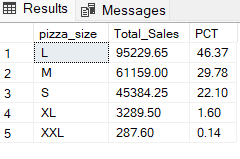 Results Messages
pizza_size Total_Sales PCT
1 L 95229.65 46.37
2 M 61159.00 29.78
3 S 45384.25 22.10
4 XL 3289.50 1.60
5 XXL 287.60 0.14